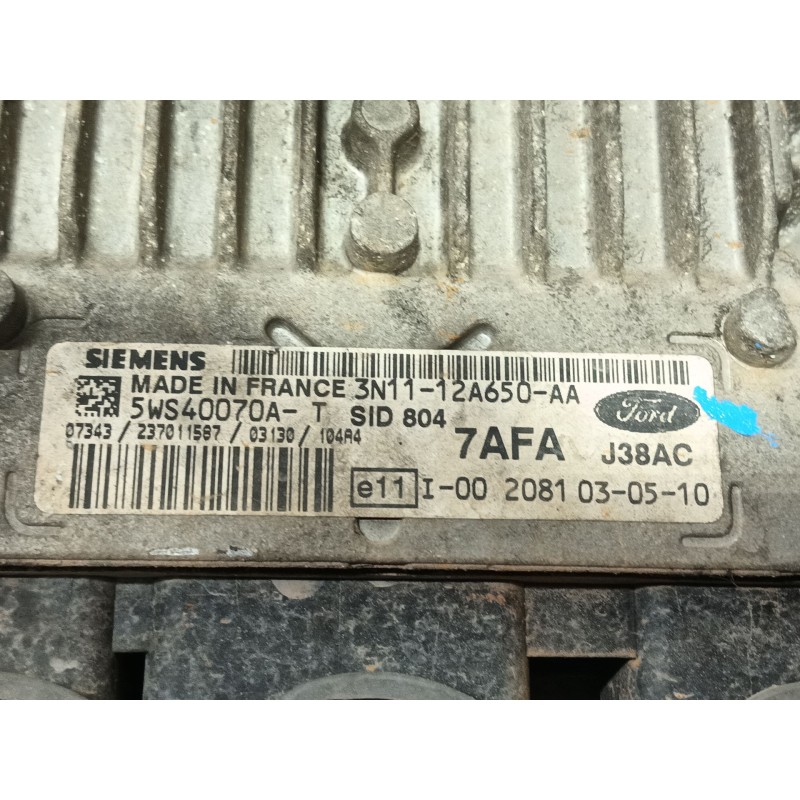 SIEMENS
MADE IN FRANCE 3N11-12A650-AA
5WS40070A- T SID 804
Ford
07343 / 237011587 / 03130 / 104A4
7AFA J38AC
e11 I-00 2081 03-05-10